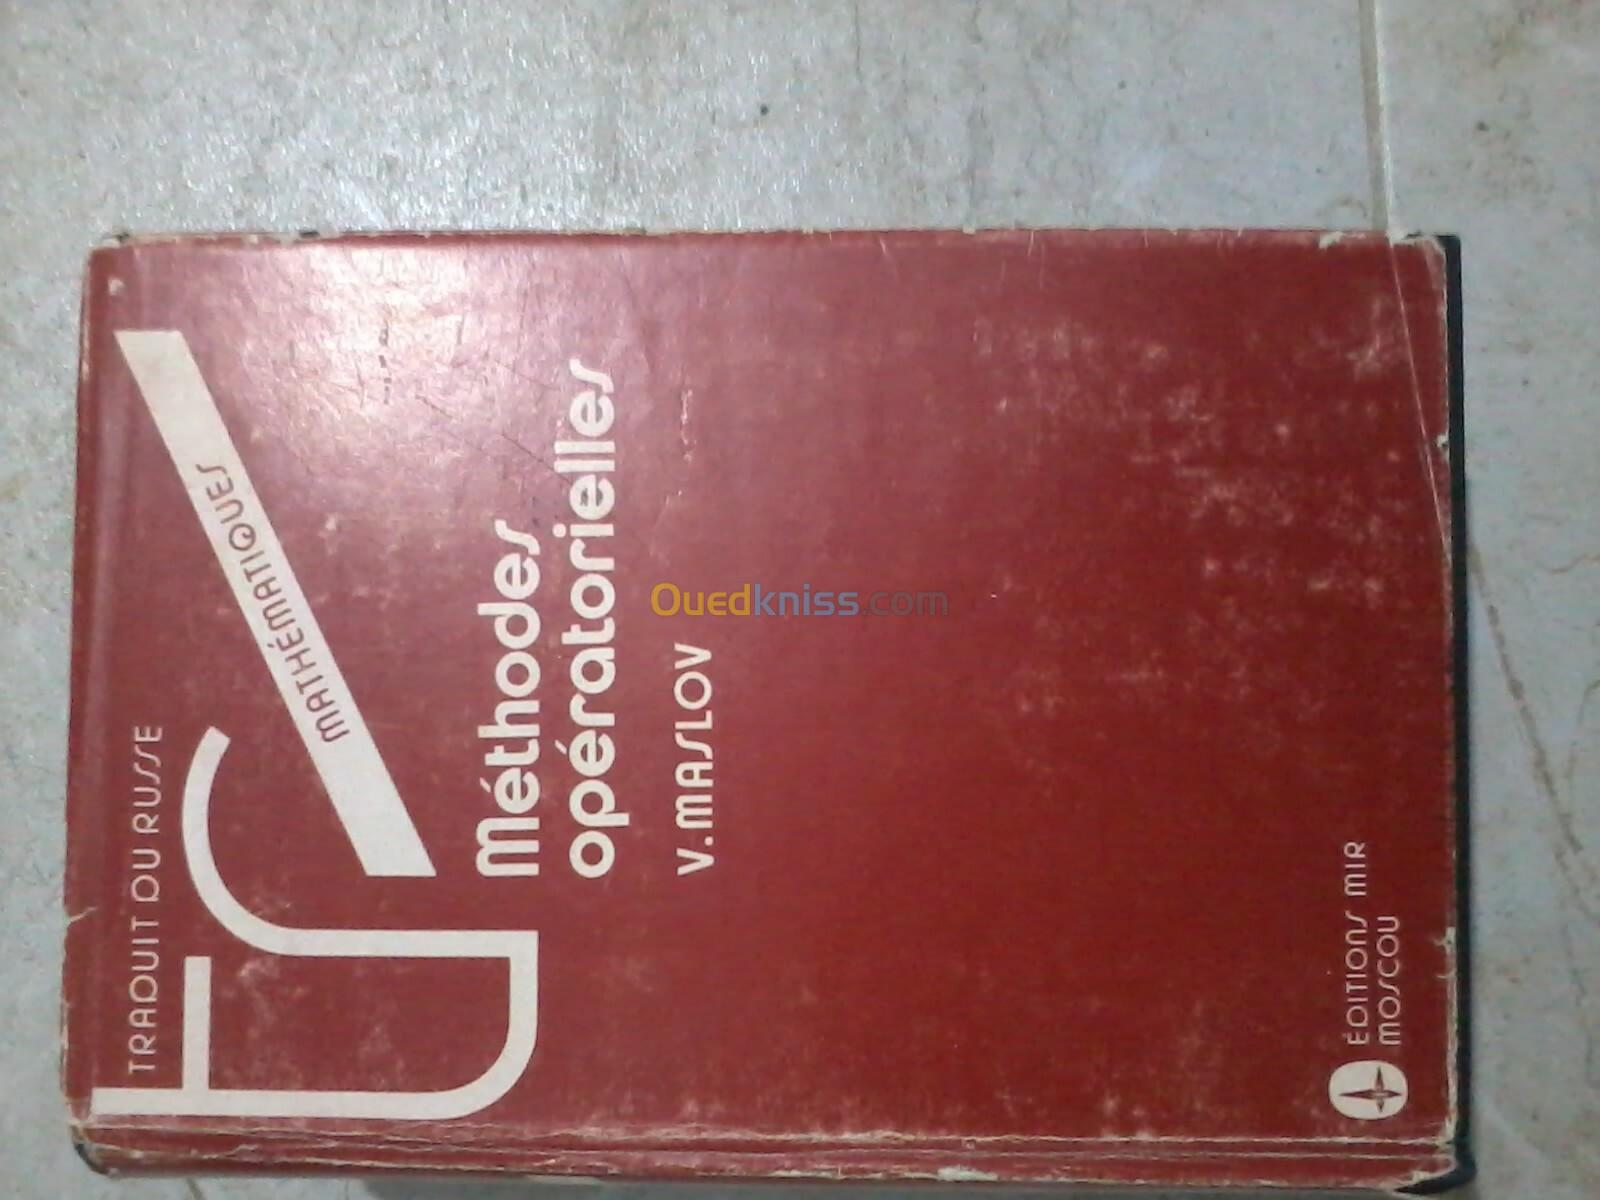 TRADUIT DU RUSSE
MATHÉMATIQUES
Méthodes
opératorielles
V. MASLOV
ÉDITIONS MIR
MOSCOU
Ouedkniss.com